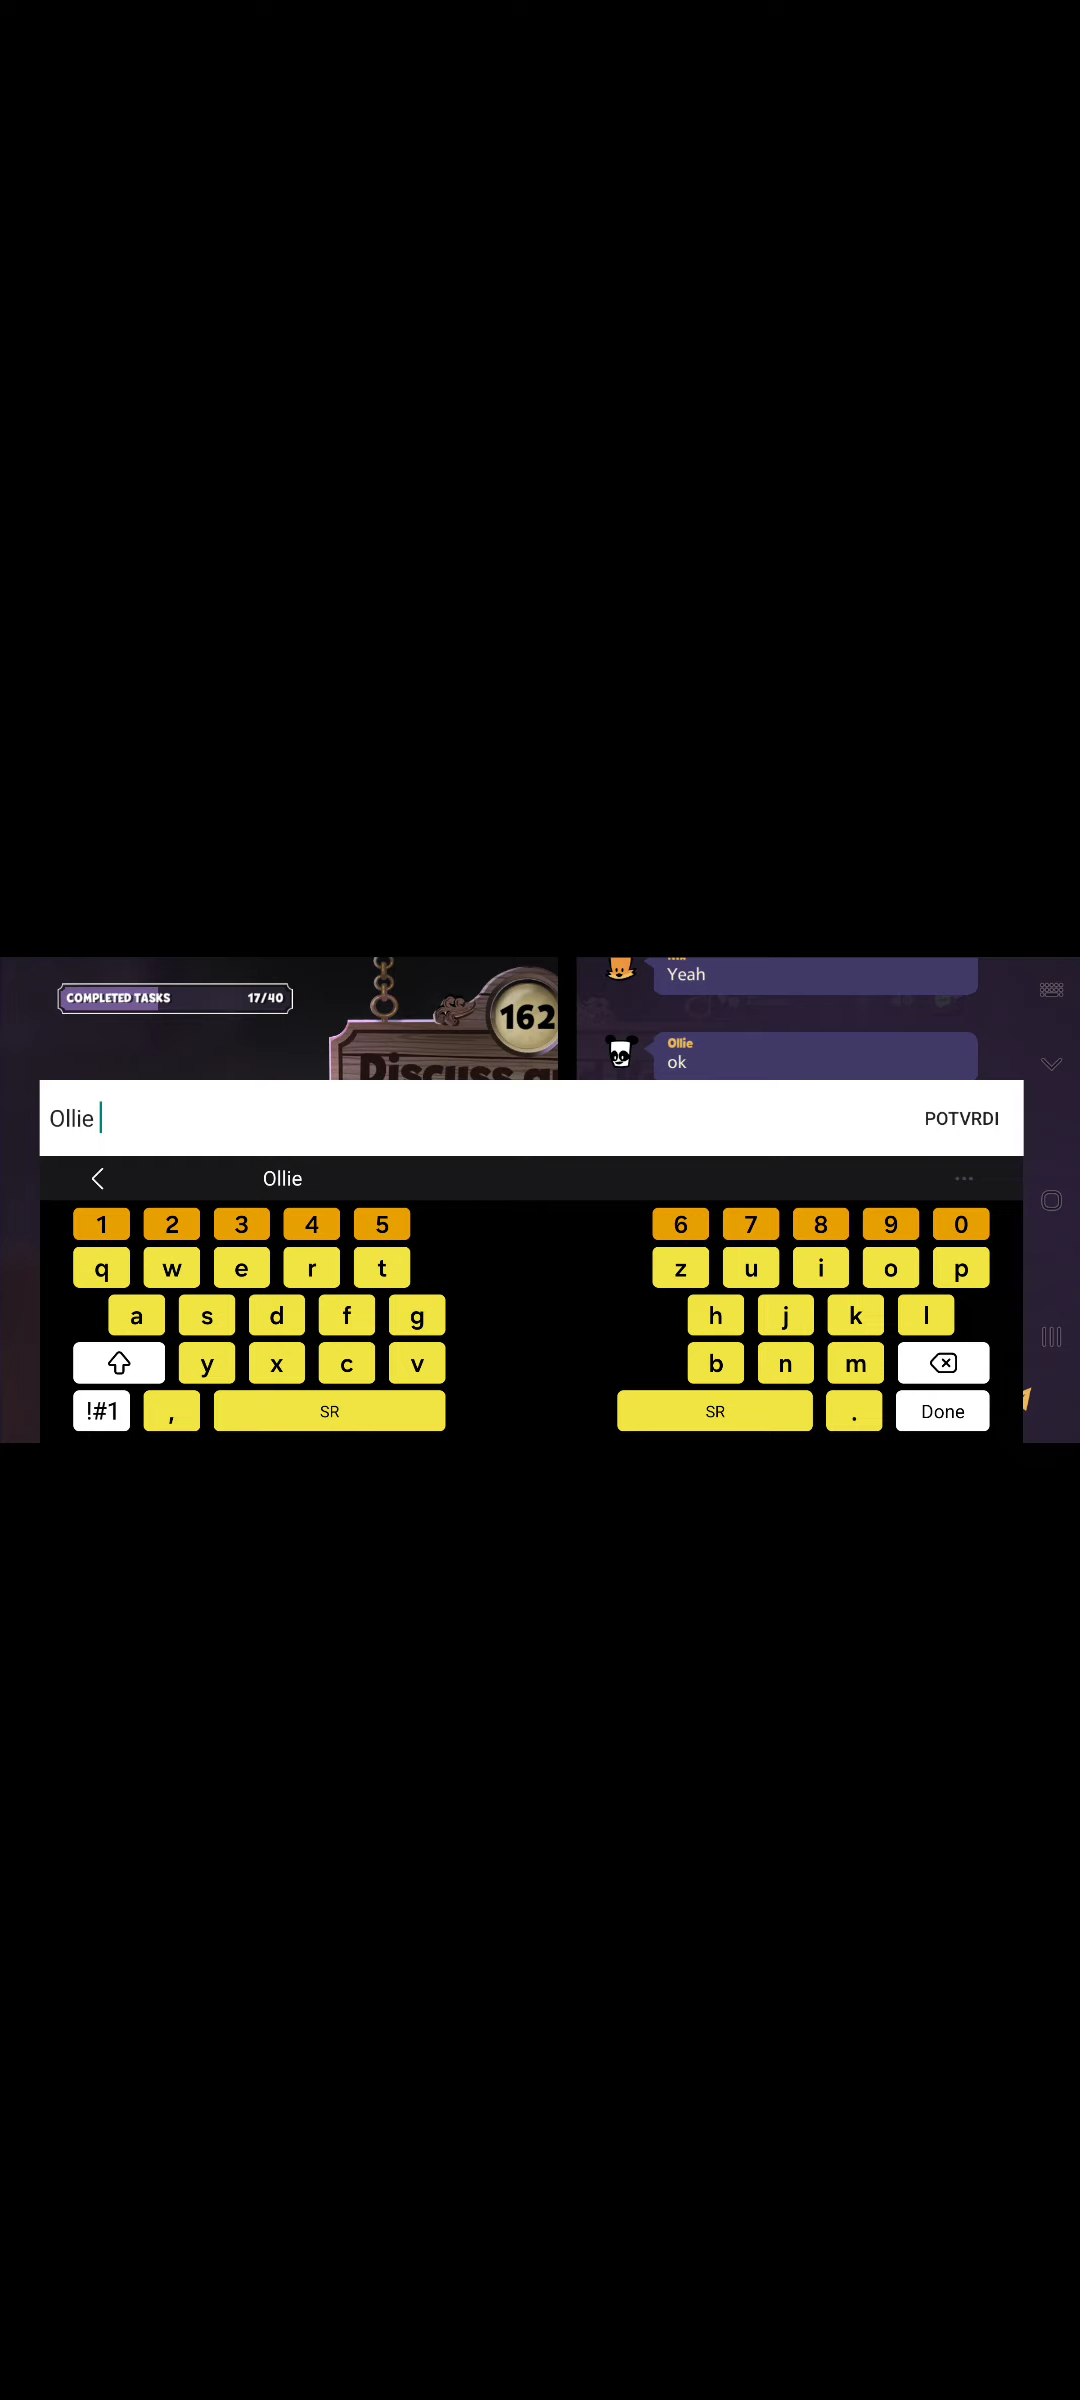 COMPLETED TASKS 17/40
162
Discuss a
Yeah
Ollie
ok
Ollie
POTVRDI
Ollie
1 2 3 4 5 6 7 8 9 0
q w e r t z u i o p
a s d f g h j k l
y x c v b n m
!#1 , SR SR . Done